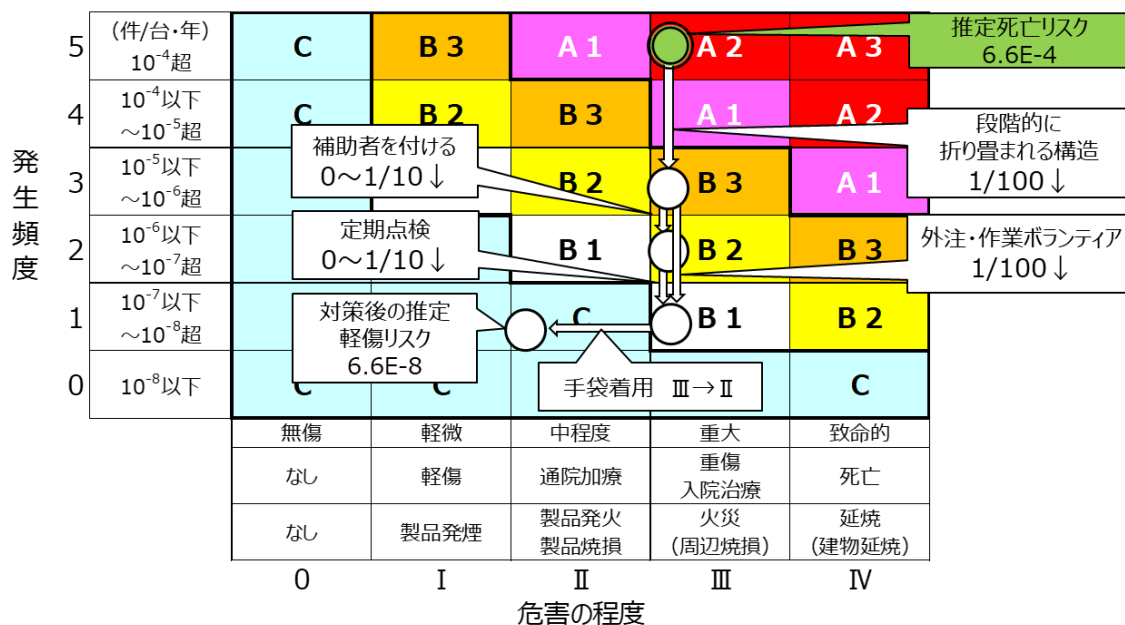 発生頻度
5
(件/台・年)
10⁻⁴超
C
B 3
A 1
A 2
A 3
推定死亡リスク
6.6E-4
4
10⁻⁴以下
～10⁻⁵超
C
B 2
B 3
A 1
A 2
段階的に
折り畳まれる構造
1/100↓
補助者を付ける
0～1/10↓
3
10⁻⁵以下
～10⁻⁶超
B 2
B 3
A 1
定期点検
0～1/10↓
2
10⁻⁶以下
～10⁻⁷超
B 1
B 2
B 3
外注・作業ボランティア
1/100↓
1
10⁻⁷以下
～10⁻⁸超
対策後の推定
軽傷リスク
6.6E-8
C
B 1
B 2
0
10⁻⁸以下
C
C
手袋着用 Ⅲ→Ⅱ
C
無傷
軽微
中程度
重大
致命的
なし
軽傷
通院加療
重傷
入院治療
死亡
なし
製品発煙
製品発火
製品焼損
火災
(周辺焼損)
延焼
(建物延焼)
0
Ⅰ
Ⅱ
Ⅲ
Ⅳ
危害の程度